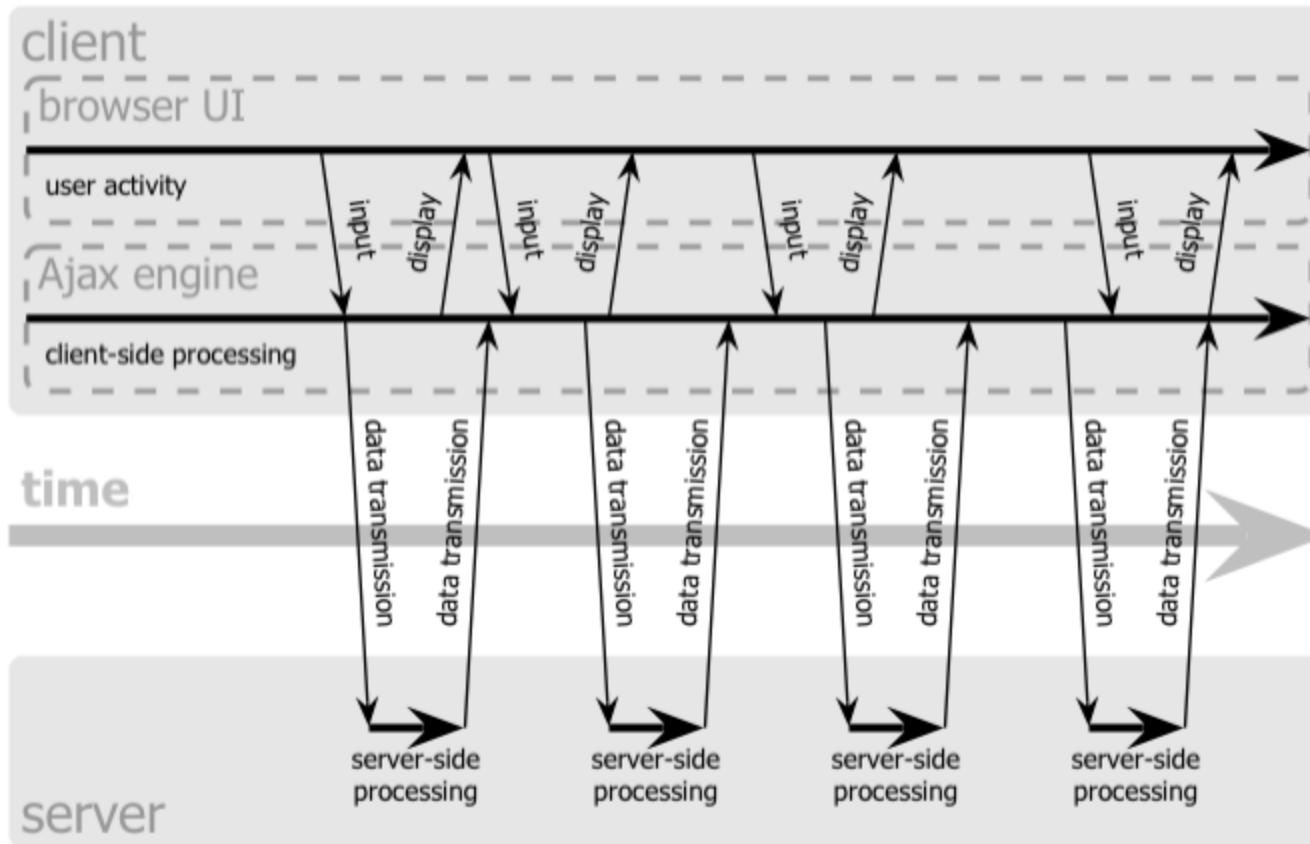 client
browser UI
user activity
input
display
input
display
input
display
input
display
Ajax engine
client-side processing
data transmission
data transmission
data transmission
data transmission
data transmission
data transmission
data transmission
data transmission
time
server-side
processing
server-side
processing
server-side
processing
server-side
processing
server